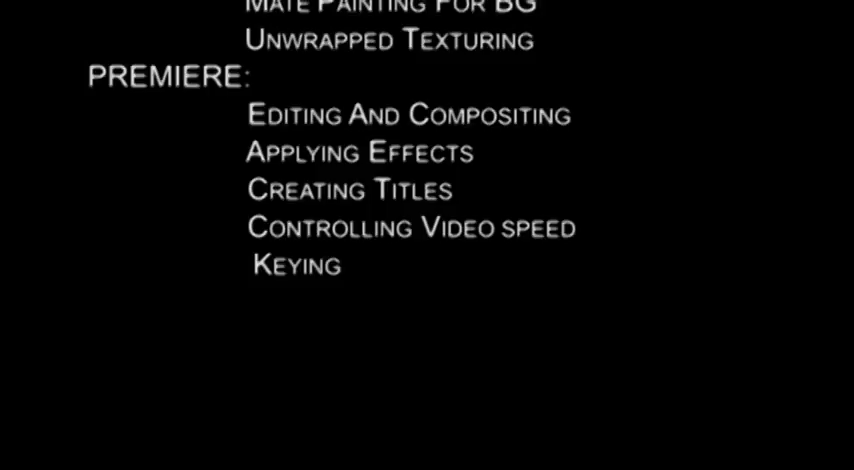 MATE PAINTING FOR BG
UNWRAPPED TEXTURING
PREMIERE:
EDITING AND COMPOSITING
APPLYING EFFECTS
CREATING TITLES
CONTROLLING VIDEO SPEED
KEYING